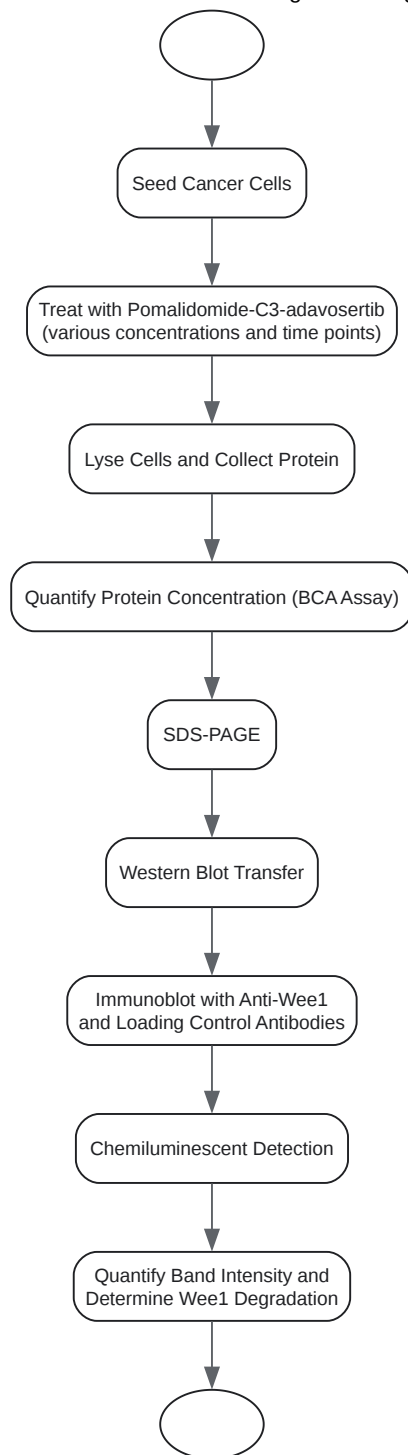 Seed Cancer Cells
Treat with Pomalidomide-C3-adavosertib
(various concentrations and time points)
Lyse Cells and Collect Protein
Quantify Protein Concentration (BCA Assay)
SDS-PAGE
Western Blot Transfer
Immunoblot with Anti-Wee1
and Loading Control Antibodies
Chemiluminescent Detection
Quantify Band Intensity and
Determine Wee1 Degradation